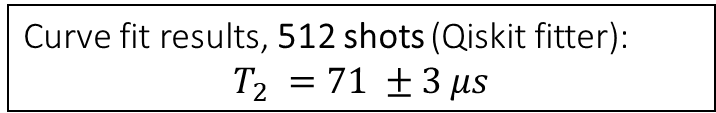 Curve fit results, 512 shots (Qiskit fitter):
T₂ = 71 ± 3 μs